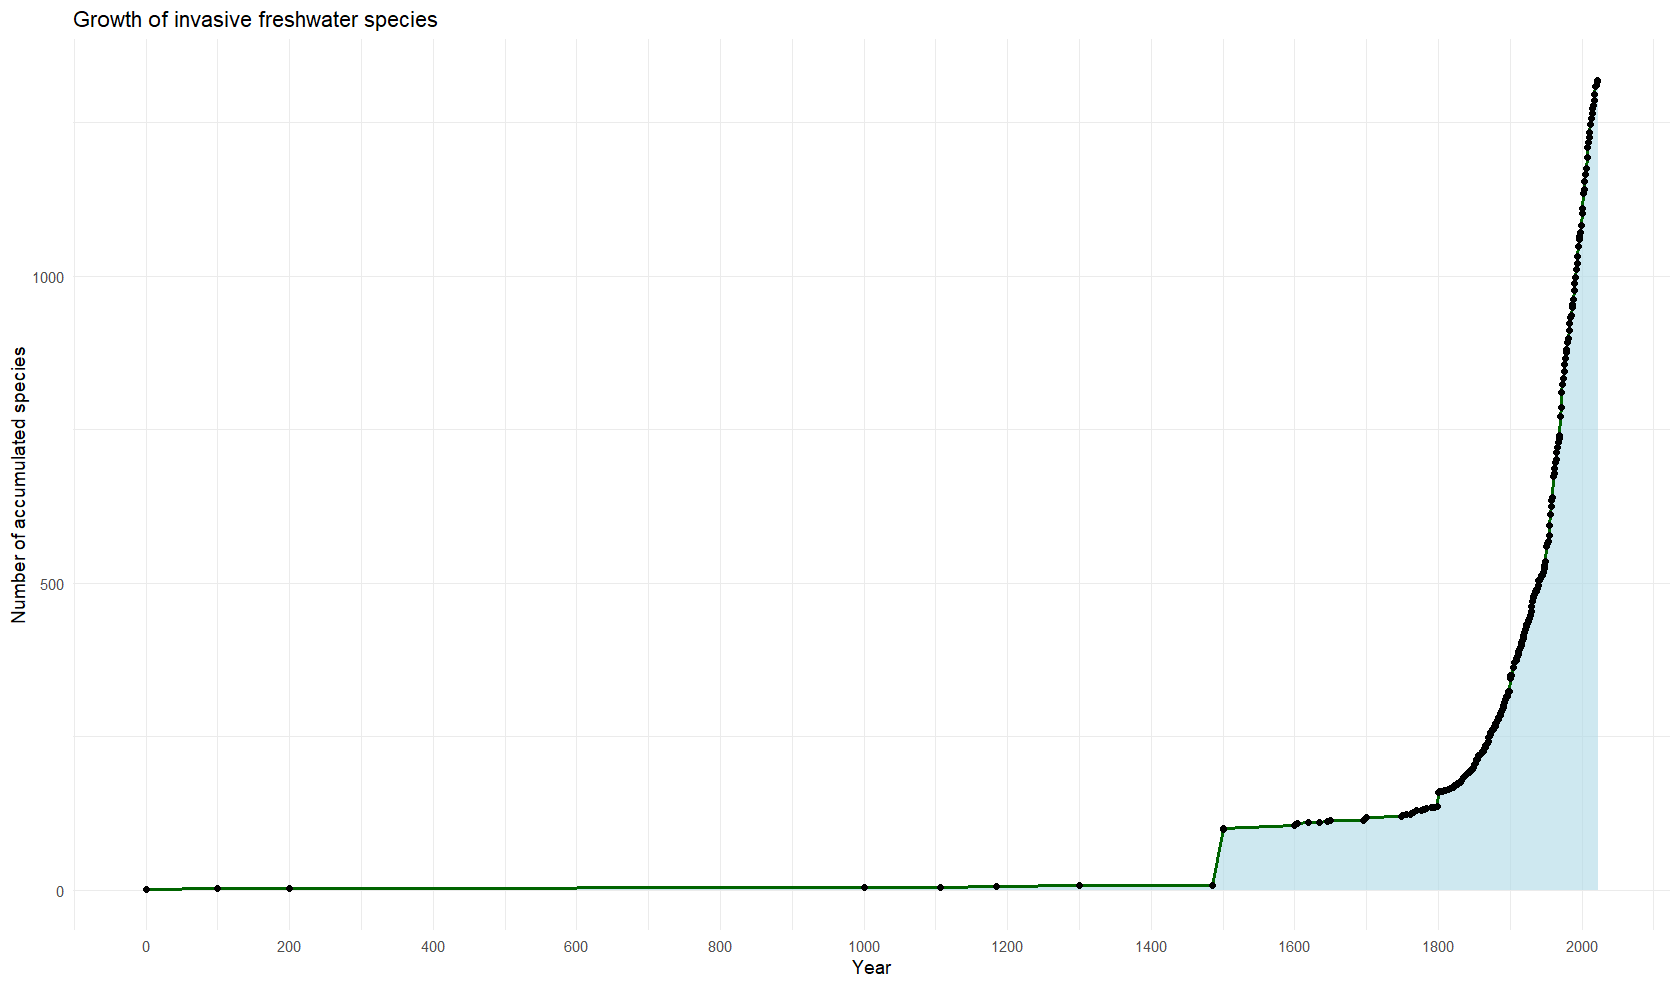 Growth of invasive freshwater species
1000
500
0
Number of accumulated species
0 200 400 600 800 1000 1200 1400 1600 1800 2000
Year